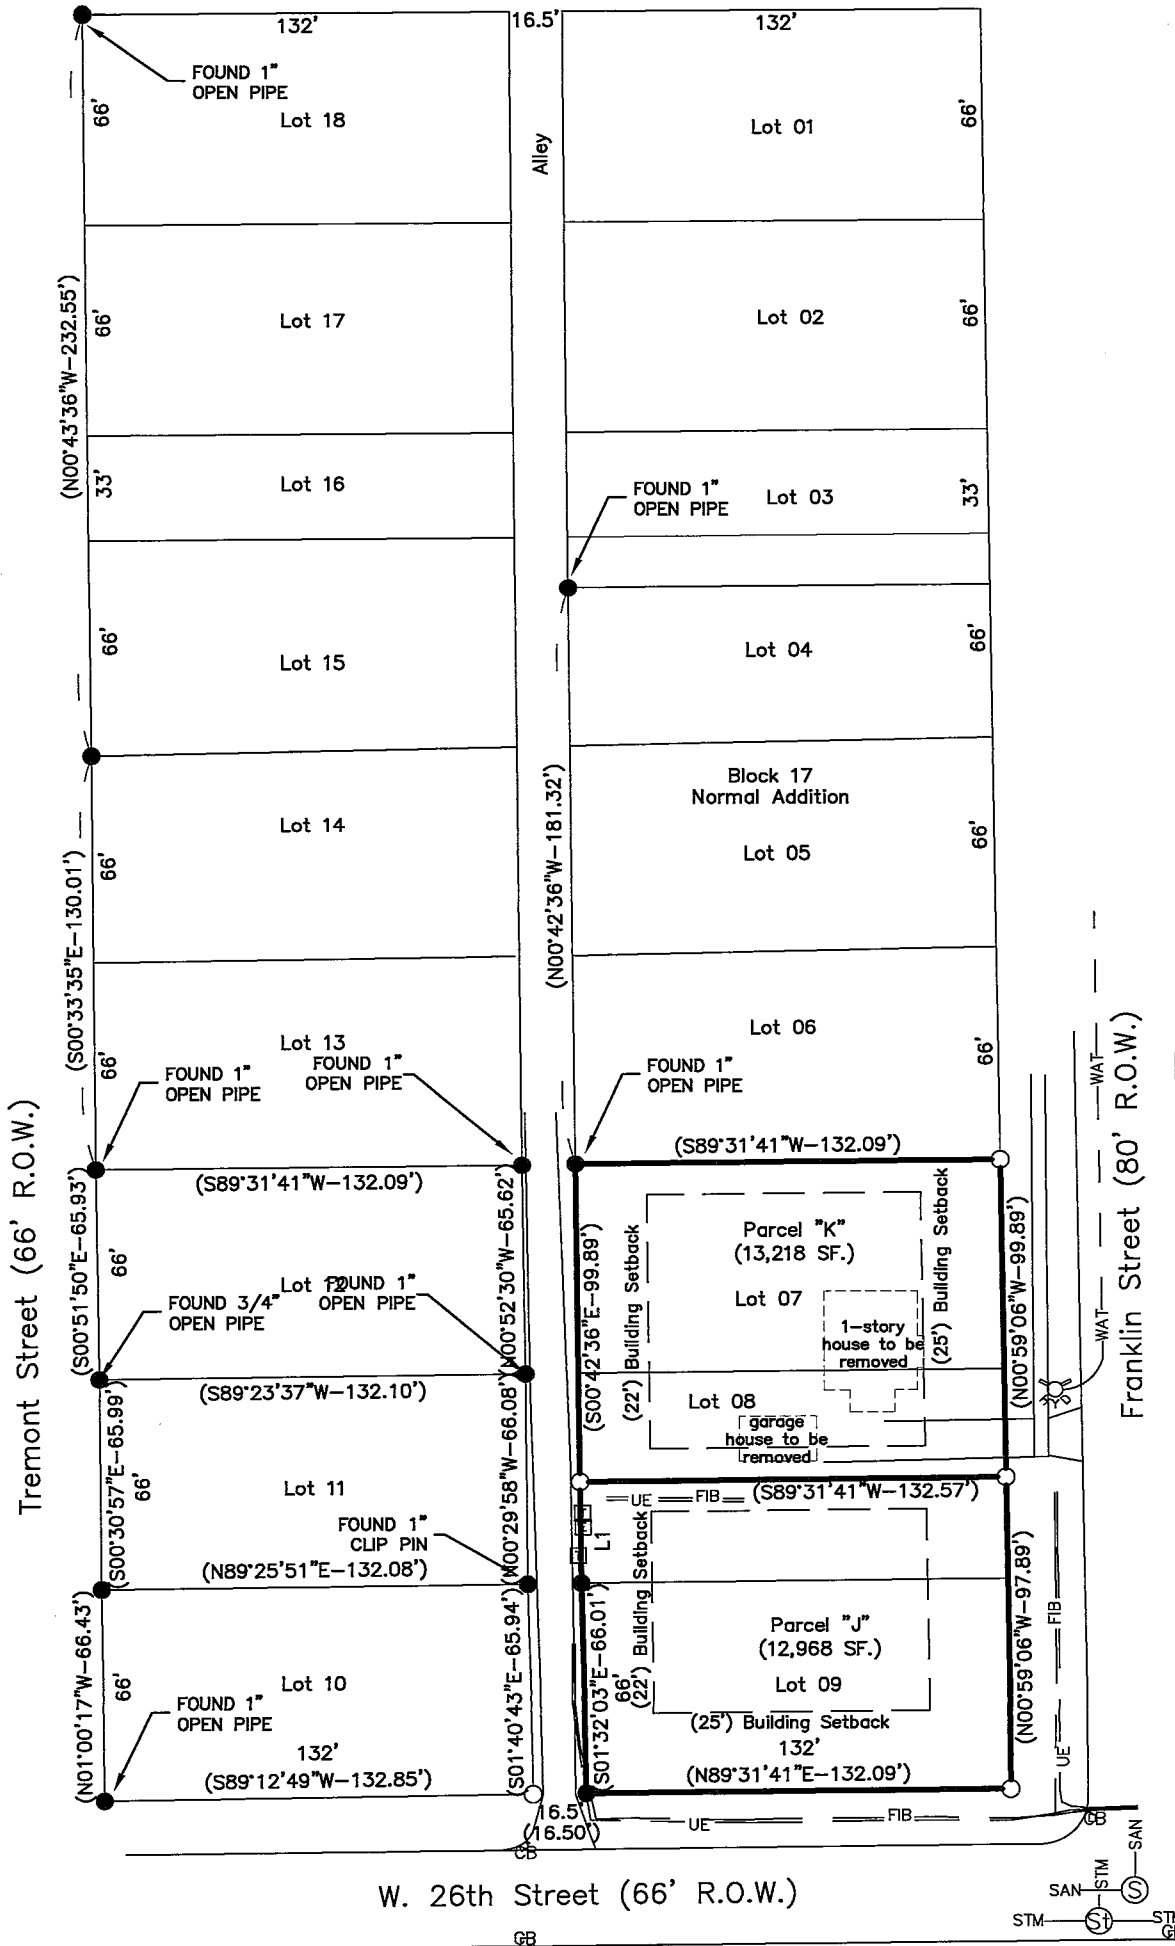 132'
16.5'
132'
FOUND 1"
OPEN PIPE
66'
Lot 18
Alley
Lot 01
66'
(N00°43'36"W-232.55')
66'
Lot 17
Lot 02
66'
33'
Lot 16
FOUND 1"
OPEN PIPE
Lot 03
33'
66'
Lot 15
Lot 04
66'
(N00°42'36"W-181.32')
Block 17
Normal Addition
(S00°33'35"E-130.01')
66'
Lot 14
Lot 05
66'
66'
Lot 13
Lot 06
66'
FOUND 1"
OPEN PIPE
FOUND 1"
OPEN PIPE
FOUND 1"
OPEN PIPE
WAT
Franklin Street (80' R.O.W.)
Tremont Street (66' R.O.W.)
(S89°31'41"W-132.09')
(S89°31'41"W-132.09')
(S00°51'50"E-65.93')
66'
Lot 12
FOUND 1"
OPEN PIPE
(N00°52'30"W-65.62')
FOUND 3/4"
OPEN PIPE
(S00°42'36"E-99.89')
(22') Building Setback
Parcel "K"
(13,218 SF.)
Lot 07
1-story
house to be
removed
(25') Building Setback
(N00°59'06"W-99.89')
WAT
(S89°23'37"W-132.10')
Lot 08
garage
house to be
removed
(S00°30'57"E-65.99')
66'
Lot 11
FOUND 1"
CLIP PIN
(N00°29'58"W-66.08')
(S89°31'41"W-132.57')
UE
FIB
L1
(N89°25'51"E-132.08')
(22') Building Setback
(N01°00'17"W-66.43')
66'
Lot 10
(S01°40'43"E-65.94')
(S01°32'03"E-66.01')
66'
Parcel "J"
(12,968 SF.)
Lot 09
(N00°59'06"W-97.89')
FIB
UE
FOUND 1"
OPEN PIPE
(25') Building Setback
132'
(S89°12'49"W-132.85')
132'
(N89°31'41"E-132.09')
16.5'
(16.50')
UE
FIB
CB
CB
W. 26th Street (66' R.O.W.)
SAN
STM
SAN
S
STM
St
CB